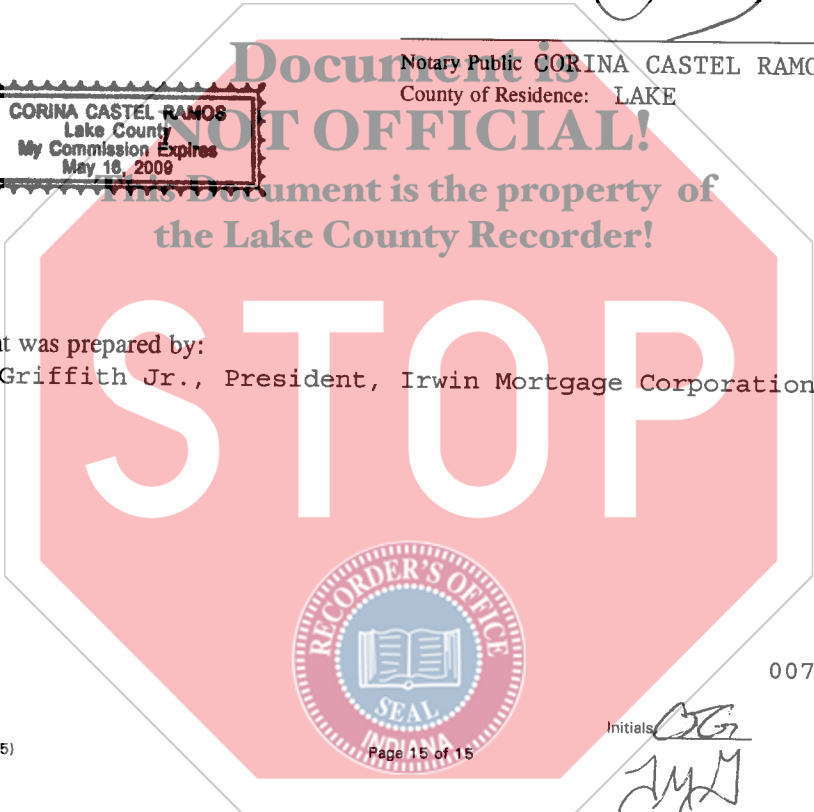 Document is
Notary Public CORINA CASTEL RAMO
County of Residence: LAKE
CORINA CASTEL RAMOS
Lake County
My Commission Expires
May 16, 2009
NOT OFFICIAL!
This Document is the property of
the Lake County Recorder!
nt was prepared by:
Griffith Jr., President, Irwin Mortgage Corporation
STOP
RECORDER'S OFFICE
SEAL
INDIANA
007
Initials
5)
Page 15 of 15